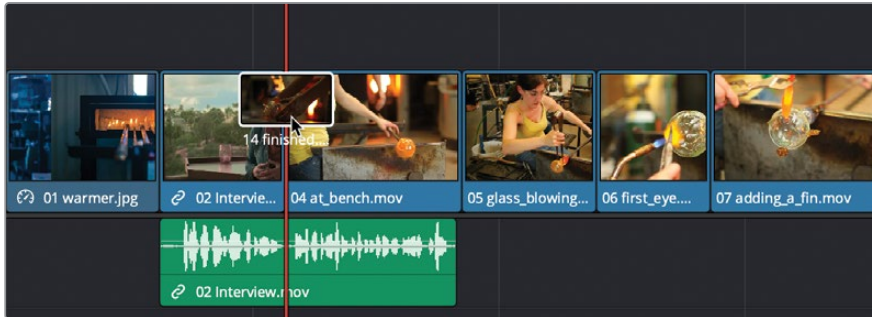 14 finished....
01 warmer.jpg
02 Intervie...
04 at_bench.mov
05 glass_blowing...
06 first_eye....
07 adding_a_fin.mov
02 Interview.mov